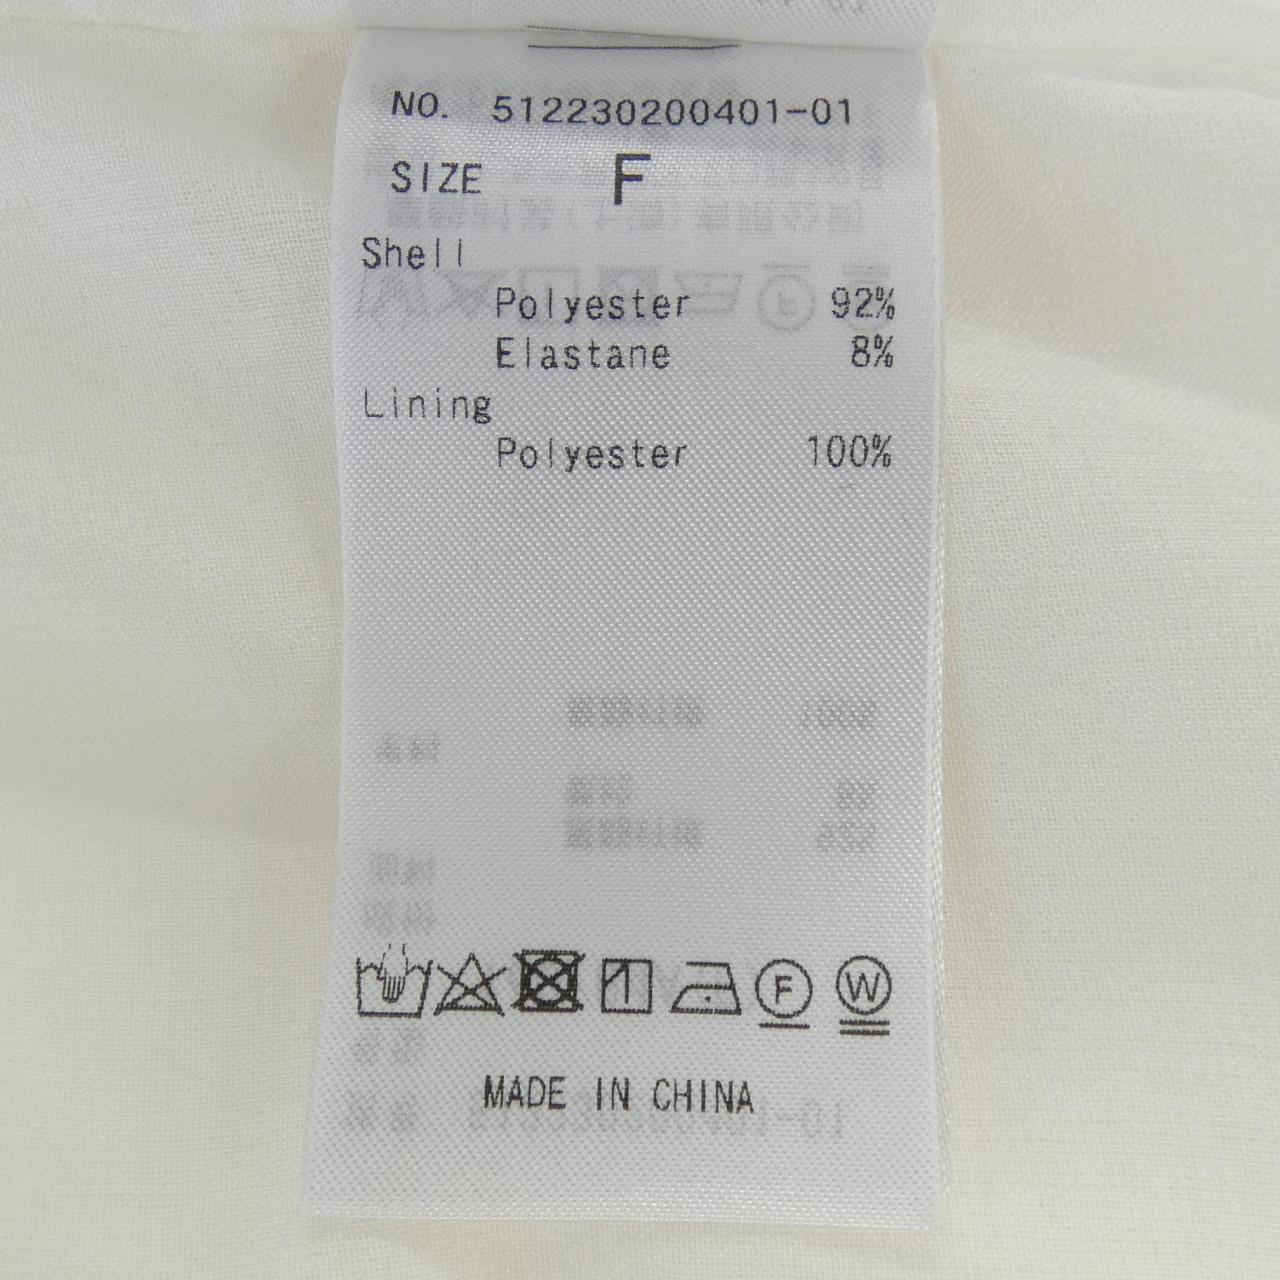 NO. 512230200401-01
SIZE F
Shell
Polyester 92%
Elastane 8%
Lining
Polyester 100%
F W
MADE IN CHINA